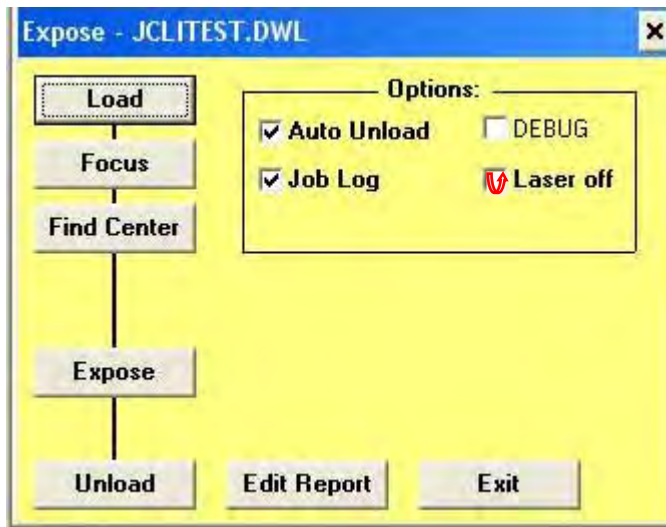 Expose - JCLITEST.DWL
Load
Options:
Auto Unload
DEBUG
Focus
Job Log
Laser off
Find Center
Expose
Unload
Edit Report
Exit